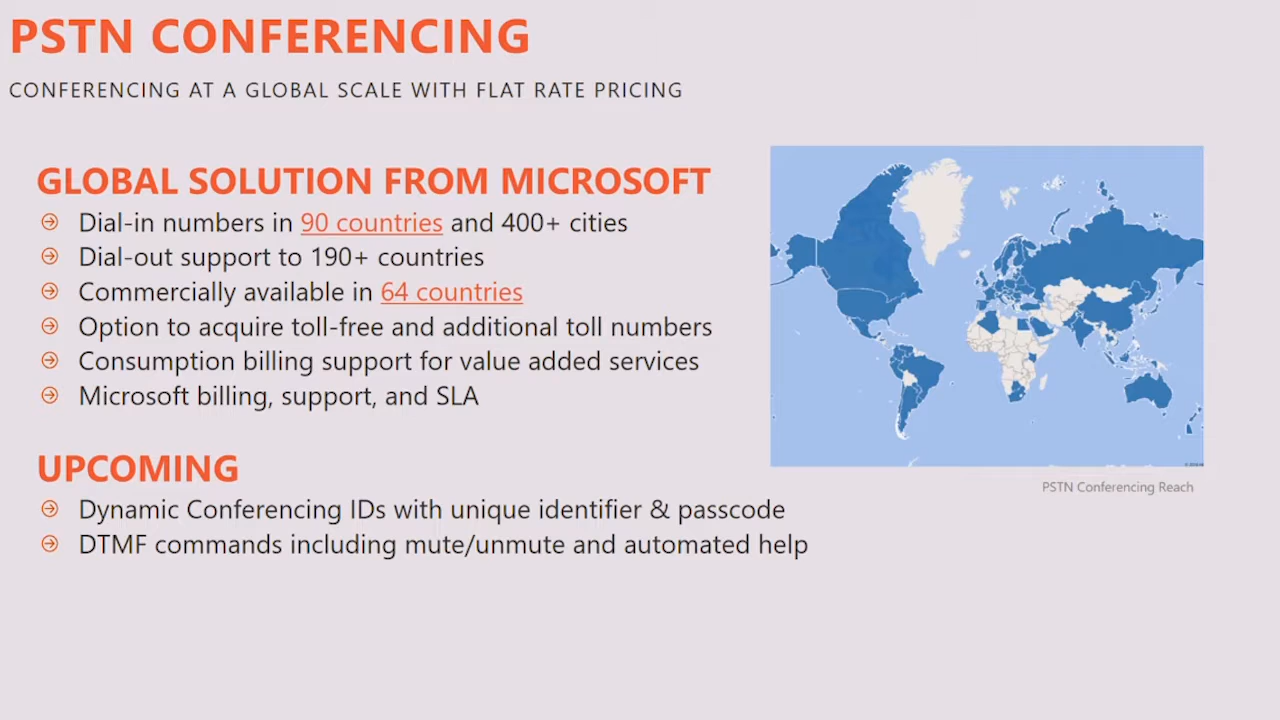 PSTN CONFERENCING
CONFERENCING AT A GLOBAL SCALE WITH FLAT RATE PRICING
GLOBAL SOLUTION FROM MICROSOFT
Dial-in numbers in 90 countries and 400+ cities
Dial-out support to 190+ countries
Commercially available in 64 countries
Option to acquire toll-free and additional toll numbers
Consumption billing support for value added services
Microsoft billing, support, and SLA
PSTN Conferencing Reach
UPCOMING
Dynamic Conferencing IDs with unique identifier & passcode
DTMF commands including mute/unmute and automated help